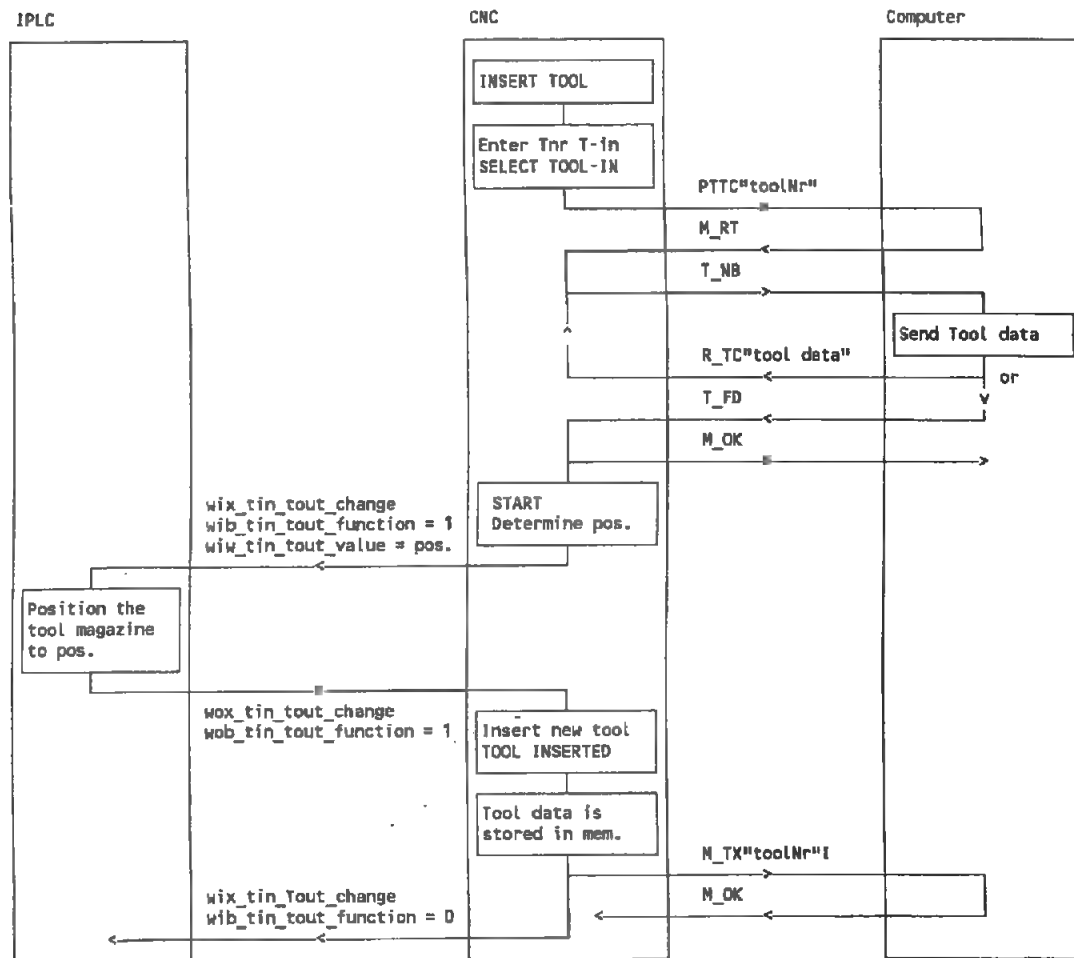 IPLC
CNC
Computer
INSERT TOOL
Enter Tnr T-in
SELECT TOOL-IN
PTTC"toolNr"
M_RT
T_NB
Send Tool data
R_TC"tool data"
or
T_FD
M_OK
START
Determine pos.
wix_tin_tout_change
wib_tin_tout_function = 1
wiw_tin_tout_value = pos.
Position the
tool magazine
to pos.
wox_tin_tout_change
wob_tin_tout_function = 1
Insert new tool
TOOL INSERTED
Tool data is
stored in mem.
M_TX"toolNr"I
M_OK
wix_tin_Tout_change
wib_tin_tout_function = 0